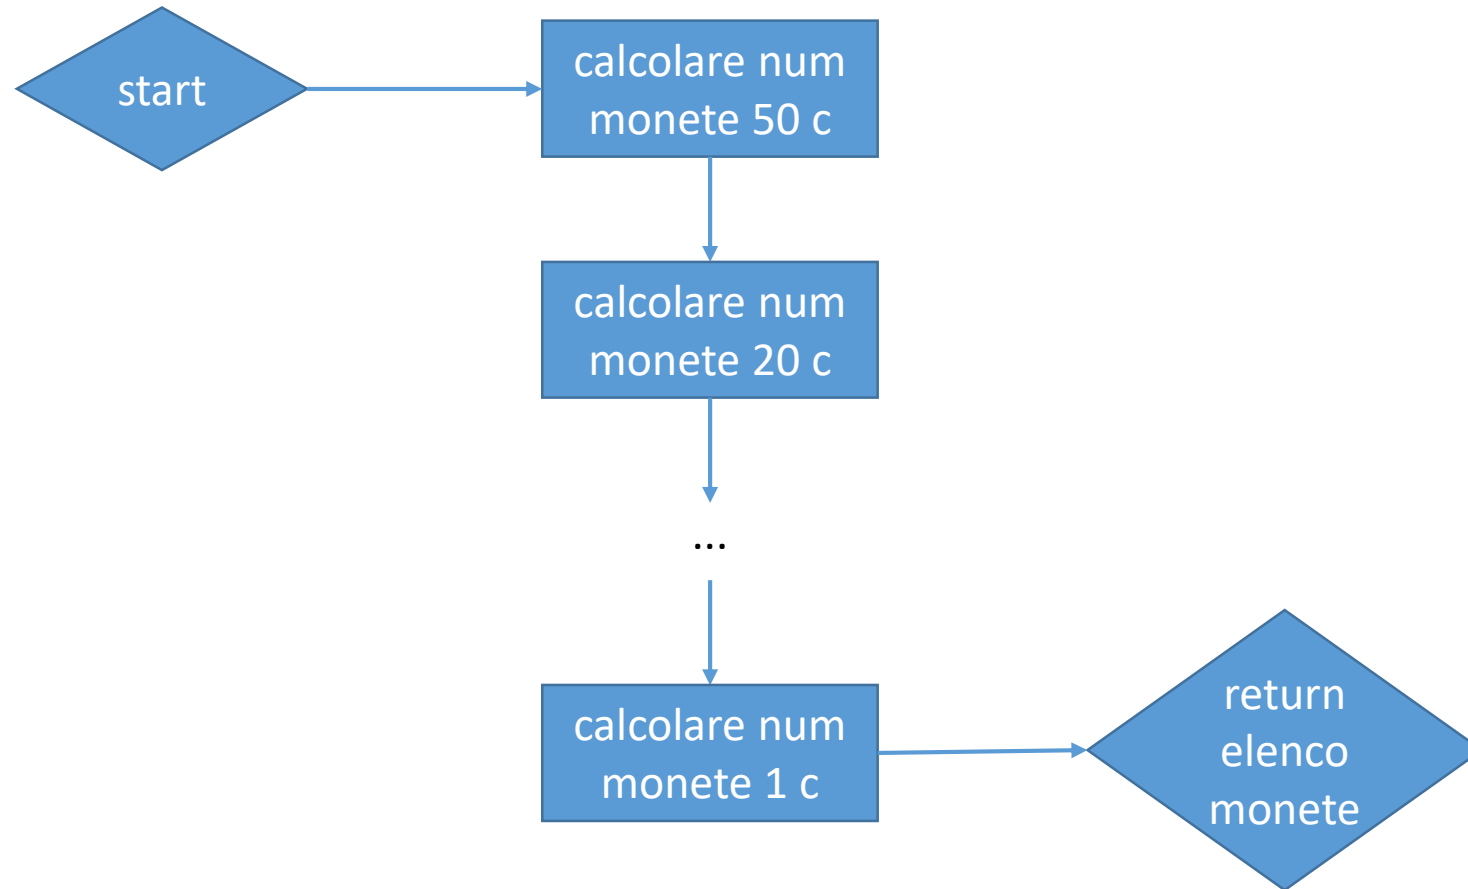 start
calcolare num
monete 50 c
calcolare num
monete 20 c
...
calcolare num
monete 1 c
return
elenco
monete